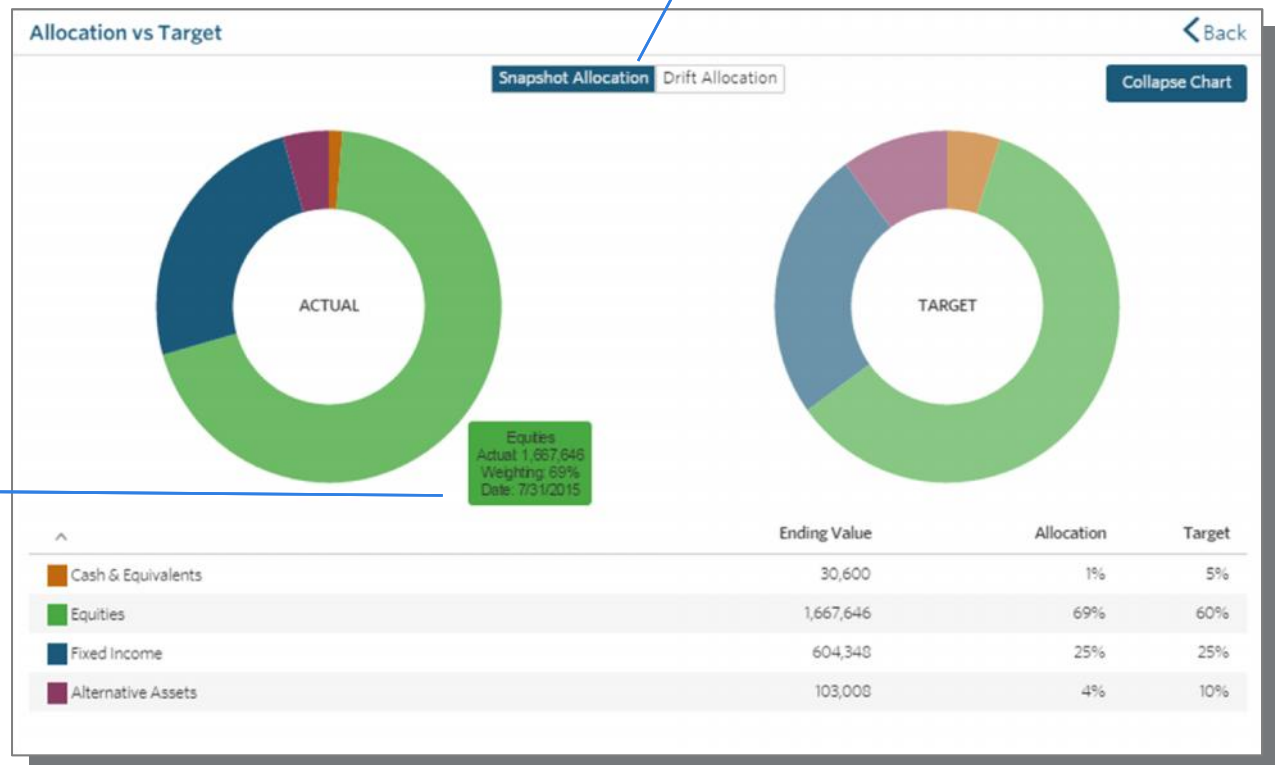 Allocation vs Target
Back
Snapshot Allocation Drift Allocation
Collapse Chart
ACTUAL
TARGET
Equities
Actual: 1,667,646
Weighting: 69%
Date: 7/31/2015
Ending Value Allocation Target
Cash & Equivalents 30,600 1% 5%
Equities 1,667,646 69% 60%
Fixed Income 604,348 25% 25%
Alternative Assets 103,008 4% 10%